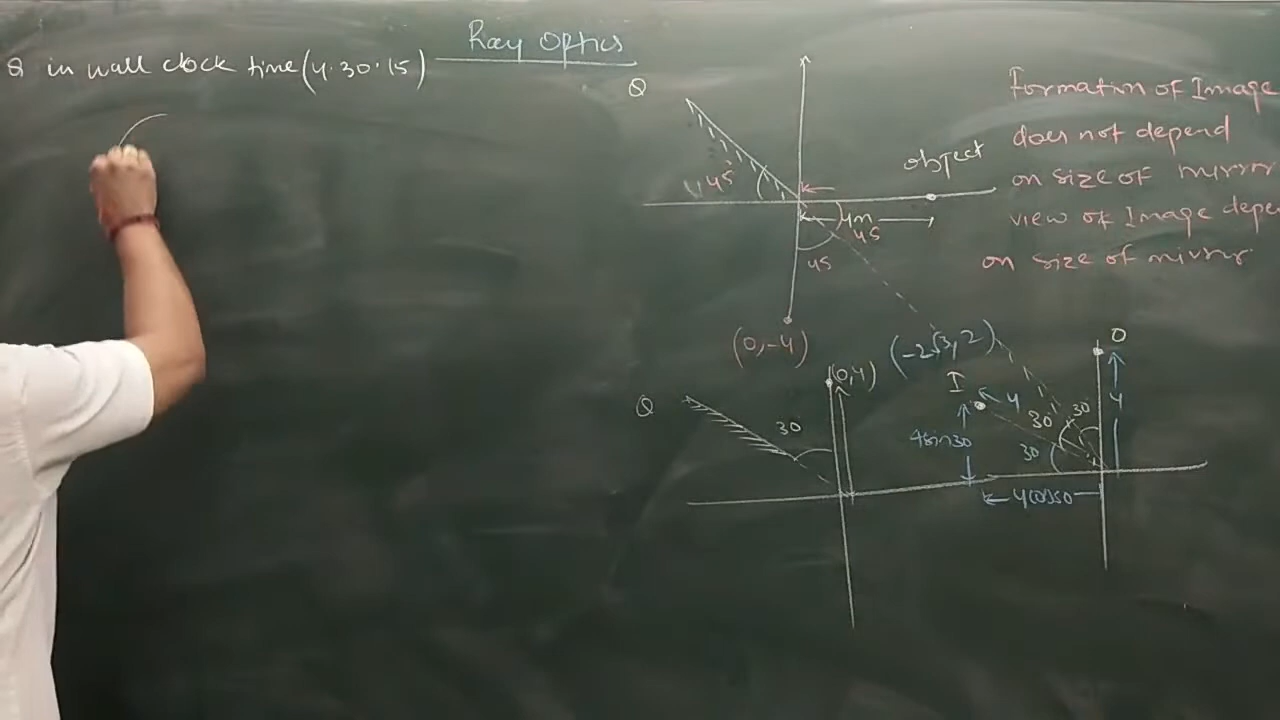 Ray Optics
Q in wall clock time (4.30.15)
Q
45
4m
45
45
object
(0,-4)
Formation of Image
does not depend
on size of mirror
view of Image depe
on size of mirror
Q
30
(0,4)
(-2√3, 2)
I
4
30
30
30
4sin30
4cos30
O
4